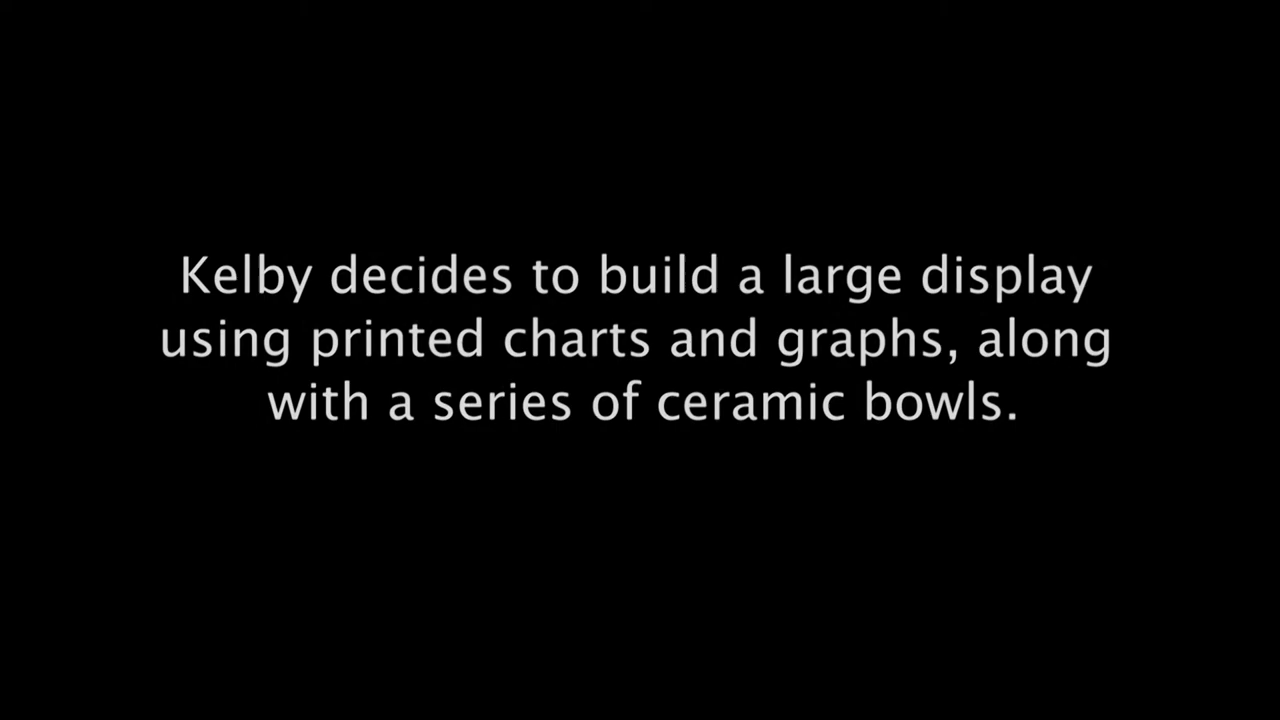 Kelby decides to build a large display
using printed charts and graphs, along
with a series of ceramic bowls.